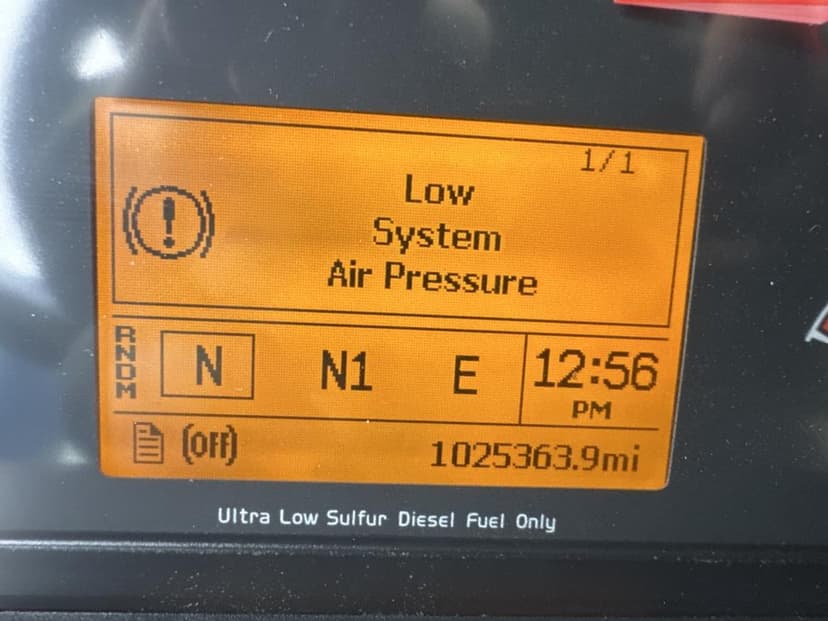 1/1
Low
System
Air Pressure
RNDM
N N1 E 12:56
PM
(OFF) 1025363.9mi
Ultra Low Sulfur Diesel Fuel Only